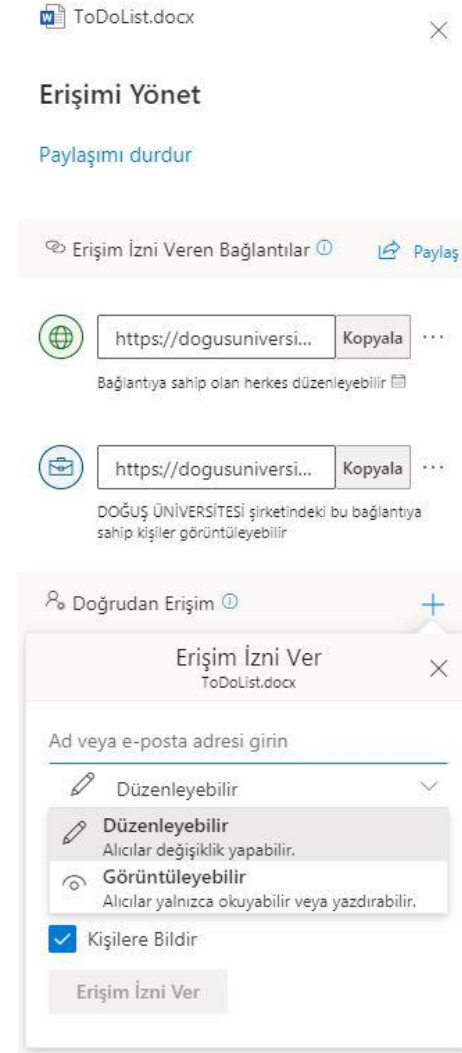 ToDoList.docx
Erişimi Yönet
Paylaşımı durdur
Erişim İzni Veren Bağlantılar
Paylaş
https://dogusuniversi...
Kopyala
Bağlantıya sahip olan herkes düzenleyebilir
https://dogusuniversi...
Kopyala
DOĞUŞ ÜNİVERSİTESİ şirketindeki bu bağlantıya
sahip kişiler görüntüleyebilir
Doğrudan Erişim
Erişim İzni Ver
ToDoList.docx
Ad veya e-posta adresi girin
Düzenleyebilir
Düzenleyebilir
Alıcılar değişiklik yapabilir.
Görüntüleyebilir
Alıcılar yalnızca okuyabilir veya yazdırabilir.
Kişilere Bildir
Erişim İzni Ver